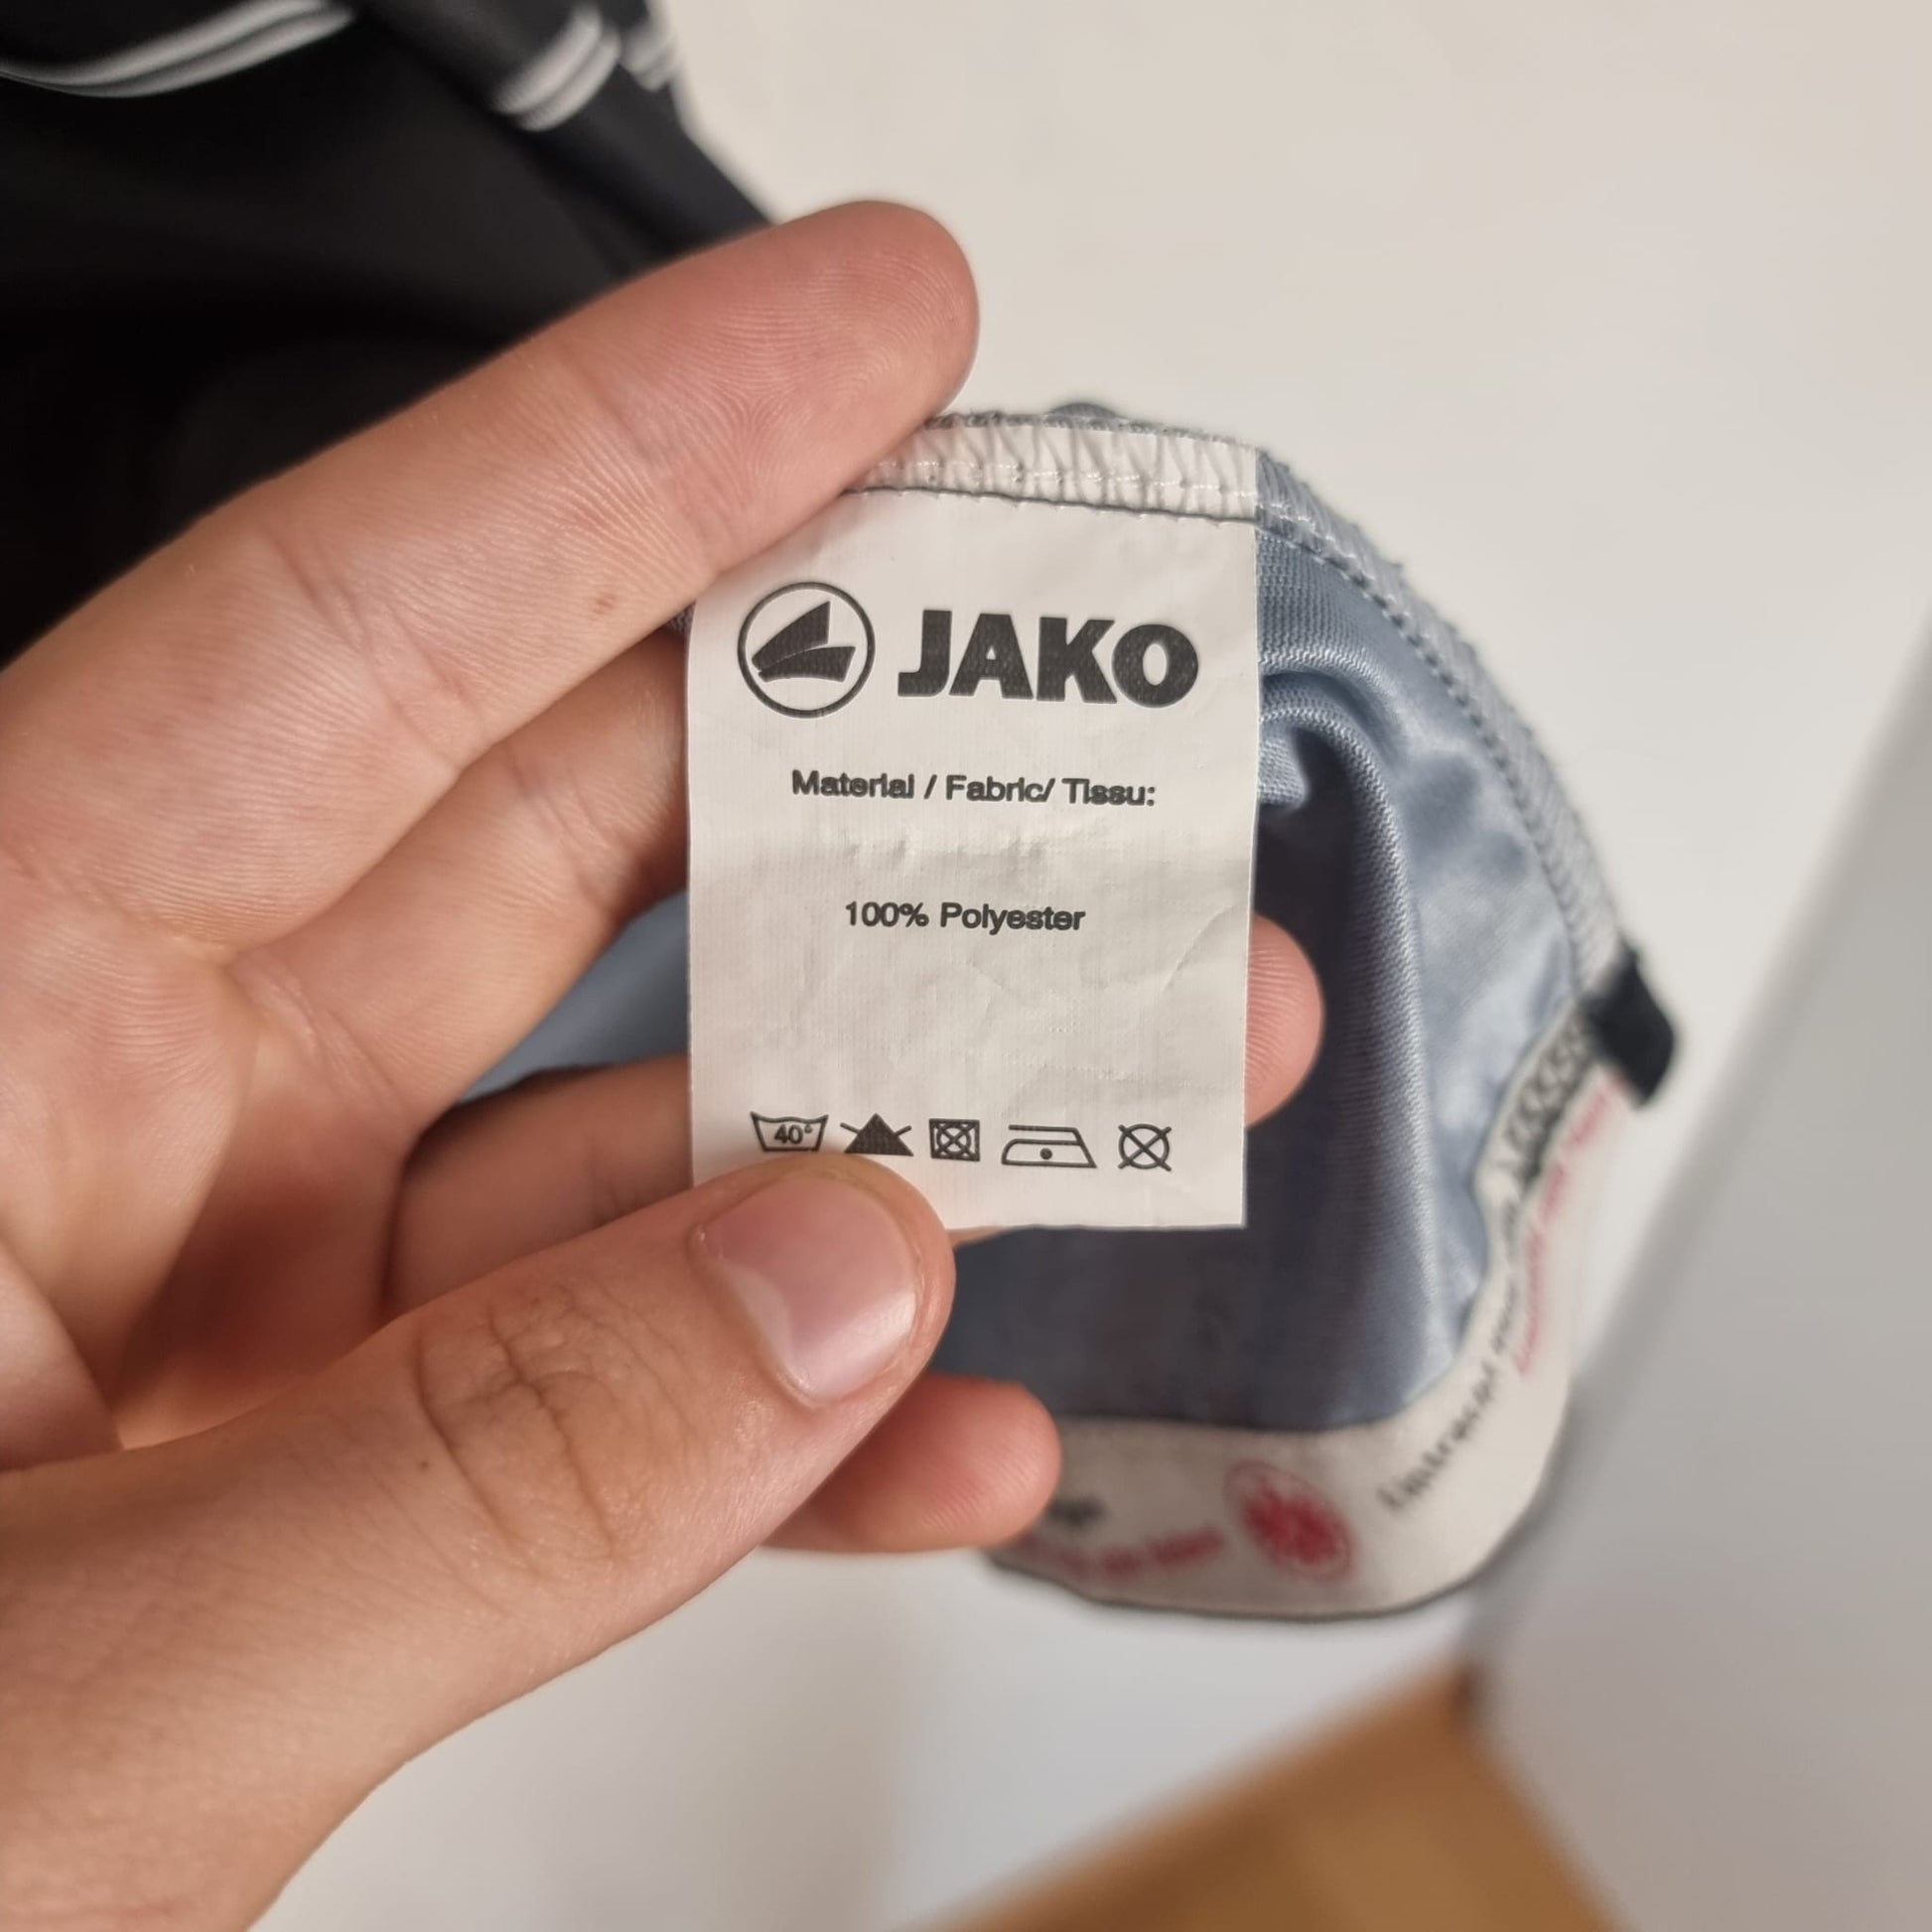 JAKO
Material / Fabric/ Tissu:
100% Polyester
40°